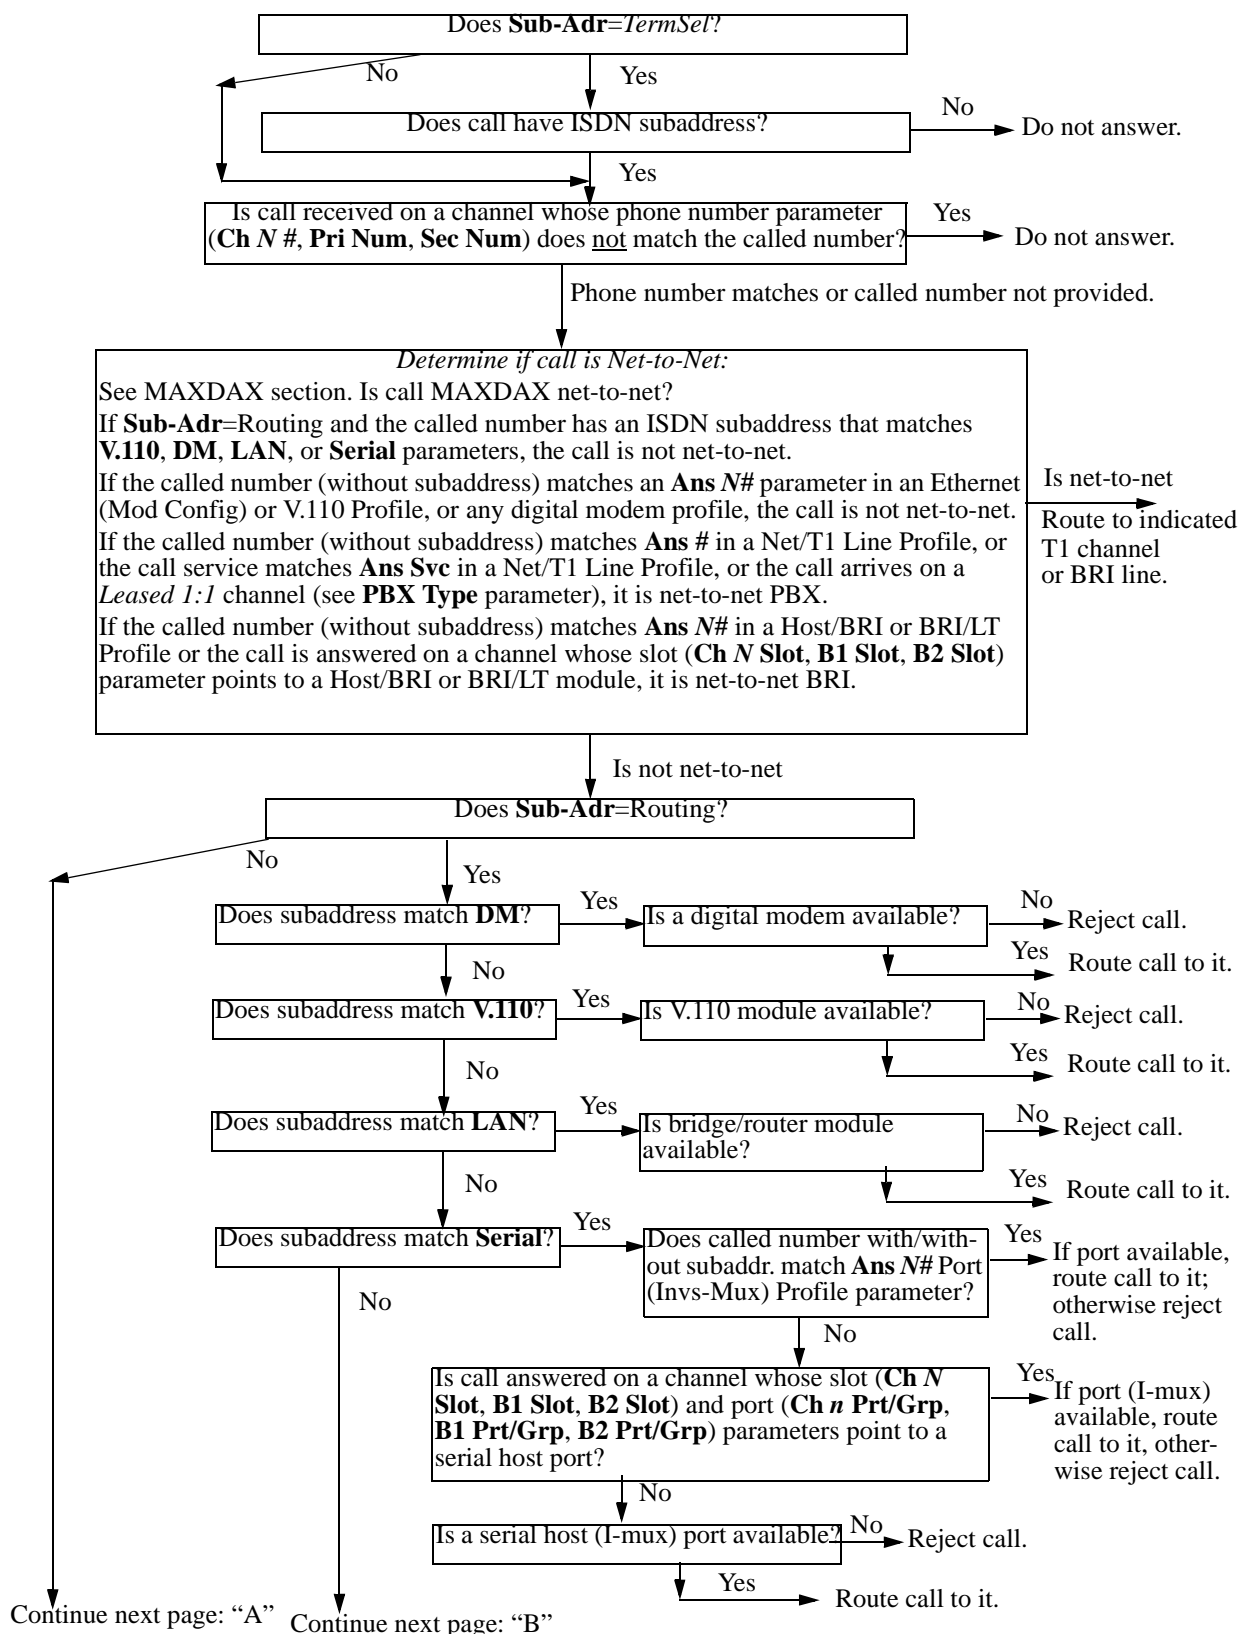 Does Sub-Adr=TermSel?
No
Yes
Does call have ISDN subaddress?
No
Do not answer.
Yes
Is call received on a channel whose phone number parameter
(Ch N #, Pri Num, Sec Num) does not match the called number?
Yes
Do not answer.
Phone number matches or called number not provided.
Determine if call is Net-to-Net:
See MAXDAX section. Is call MAXDAX net-to-net?
If Sub-Adr=Routing and the called number has an ISDN subaddress that matches
V.110, DM, LAN, or Serial parameters, the call is not net-to-net.
If the called number (without subaddress) matches an Ans N# parameter in an Ethernet
(Mod Config) or V.110 Profile, or any digital modem profile, the call is not net-to-net.
If the called number (without subaddress) matches Ans # in a Net/T1 Line Profile, or
the call service matches Ans Svc in a Net/T1 Line Profile, or the call arrives on a
Leased 1:1 channel (see PBX Type parameter), it is net-to-net PBX.
If the called number (without subaddress) matches Ans N# in a Host/BRI or BRI/LT
Profile or the call is answered on a channel whose slot (Ch N Slot, B1 Slot, B2 Slot)
parameter points to a Host/BRI or BRI/LT module, it is net-to-net BRI.
Is net-to-net
Route to indicated
T1 channel
or BRI line.
Is not net-to-net
Does Sub-Adr=Routing?
No
Yes
Does subaddress match DM?
Yes
Is a digital modem available?
No
Reject call.
Yes
Route call to it.
No
Does subaddress match V.110?
Yes
Is V.110 module available?
No
Reject call.
Yes
Route call to it.
No
Does subaddress match LAN?
Yes
Is bridge/router module
available?
No
Reject call.
Yes
Route call to it.
No
Does subaddress match Serial?
Yes
Does called number with/with-
out subaddr. match Ans N# Port
(Invs-Mux) Profile parameter?
Yes
If port available,
route call to it;
otherwise reject
call.
No
No
Is call answered on a channel whose slot (Ch N
Slot, B1 Slot, B2 Slot) and port (Ch n Prt/Grp,
B1 Prt/Grp, B2 Prt/Grp) parameters point to a
serial host port?
Yes
If port (I-mux)
available, route
call to it, other-
wise reject call.
No
Is a serial host (I-mux) port available?
No
Reject call.
Yes
Route call to it.
Continue next page: “A”
Continue next page: “B”